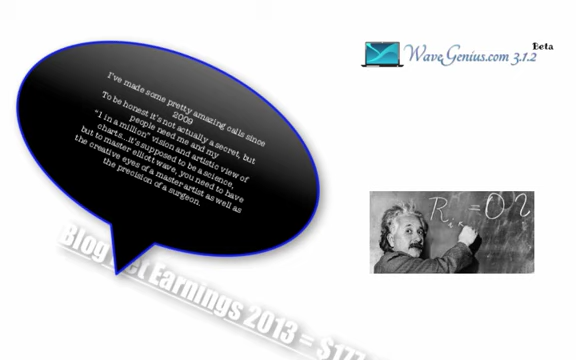 WaveGenius.com 3.1.2 Beta
I've made some pretty amazing calls since
2009
To be honest it's not actually a secret, but
people need me and my
"1 in a million" vision and artistic view of
charts...it's supposed to be a science,
but to master elliott wave, you need to have
the creative eyes of a master artist as well as
the precision of a surgeon.
Blog Earnings 2013 = $177